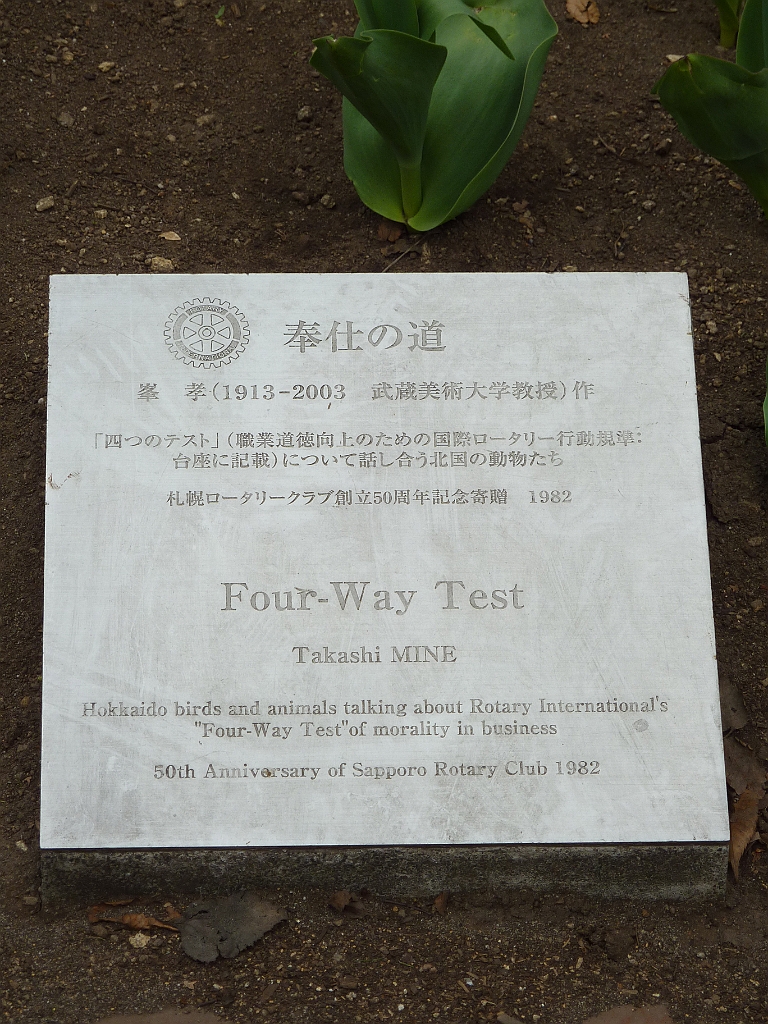 奉仕の道
峯 孝(1913-2003 武蔵美術大学教授)作
「四つのテスト」(職業道徳向上のための国際ロータリー行動規準:
台座に記載)について話し合う北国の動物たち
札幌ロータリークラブ創立50周年記念寄贈 1982
Four-Way Test
Takashi MINE
Hokkaido birds and animals talking about Rotary International's
"Four-Way Test"of morality in business
50th Anniversary of Sapporo Rotary Club 1982